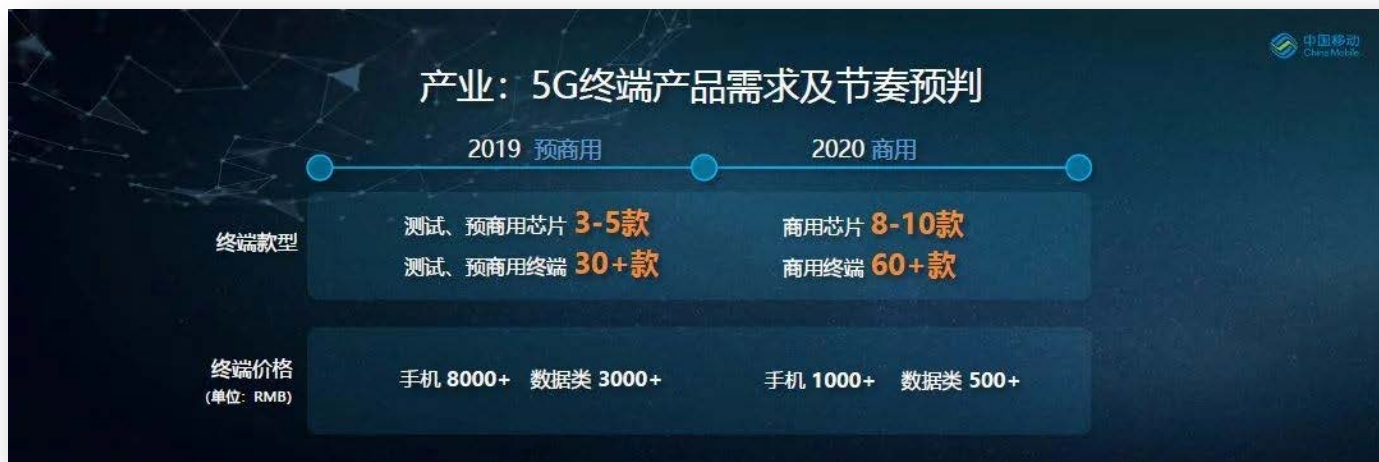 中国移动
China Mobile
产业：5G终端产品需求及节奏预判
2019 预商用
2020 商用
终端款型
测试、预商用芯片 3-5款
测试、预商用终端 30+款
商用芯片 8-10款
商用终端 60+款
终端价格
(单位：RMB)
手机 8000+ 数据类 3000+
手机 1000+ 数据类 500+